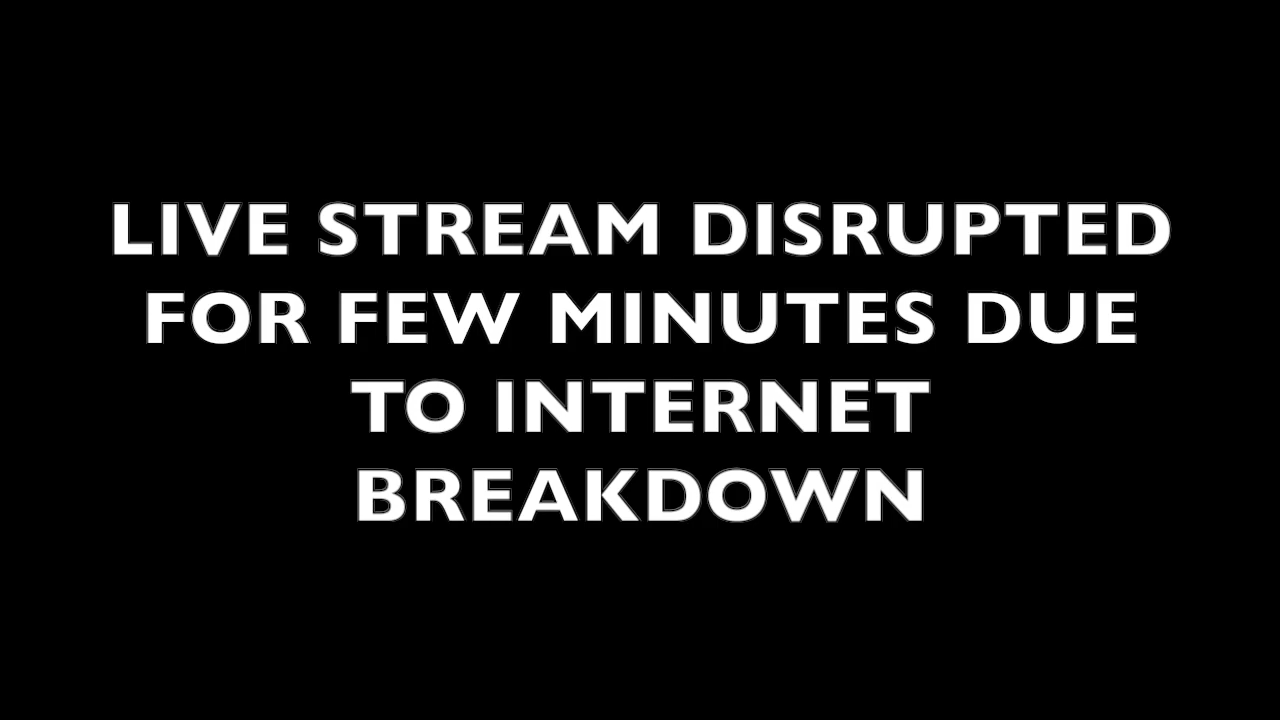 LIVE STREAM DISRUPTED
FOR FEW MINUTES DUE
TO INTERNET
BREAKDOWN